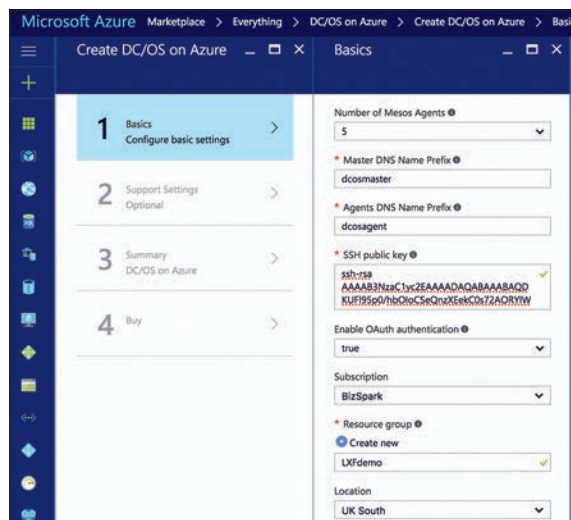 Microsoft Azure Marketplace > Everything > DC/OS on Azure > Create DC/OS on Azure > Basi
Create DC/OS on Azure
1
Basics
Configure basic settings
2
Support Settings
Optional
3
Summary
DC/OS on Azure
4
Buy
Basics
Number of Mesos Agents
5
* Master DNS Name Prefix
dcosmaster
* Agents DNS Name Prefix
dcosagent
* SSH public key
ssh-rsa
AAAAB3NzaC1yc2EAAAADAQABAAABAQD
KUFl95p0/hbOloCSeQnzXEekC0s72AORYlW
Enable OAuth authentication
true
Subscription
BizSpark
* Resource group
Create new
LXFdemo
Location
UK South